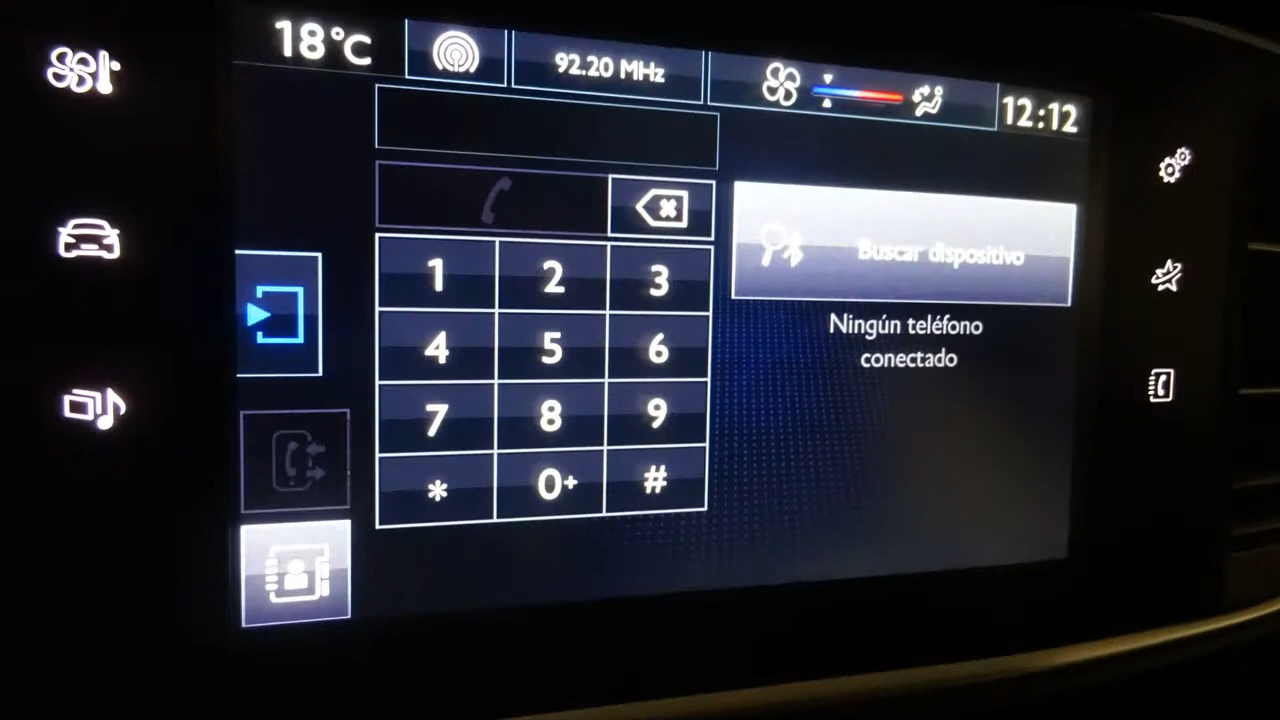 18°C
92.20 MHz
12:12
Buscar dispositivo
Ningún teléfono
conectado
1 2 3
4 5 6
7 8 9
* 0+ #